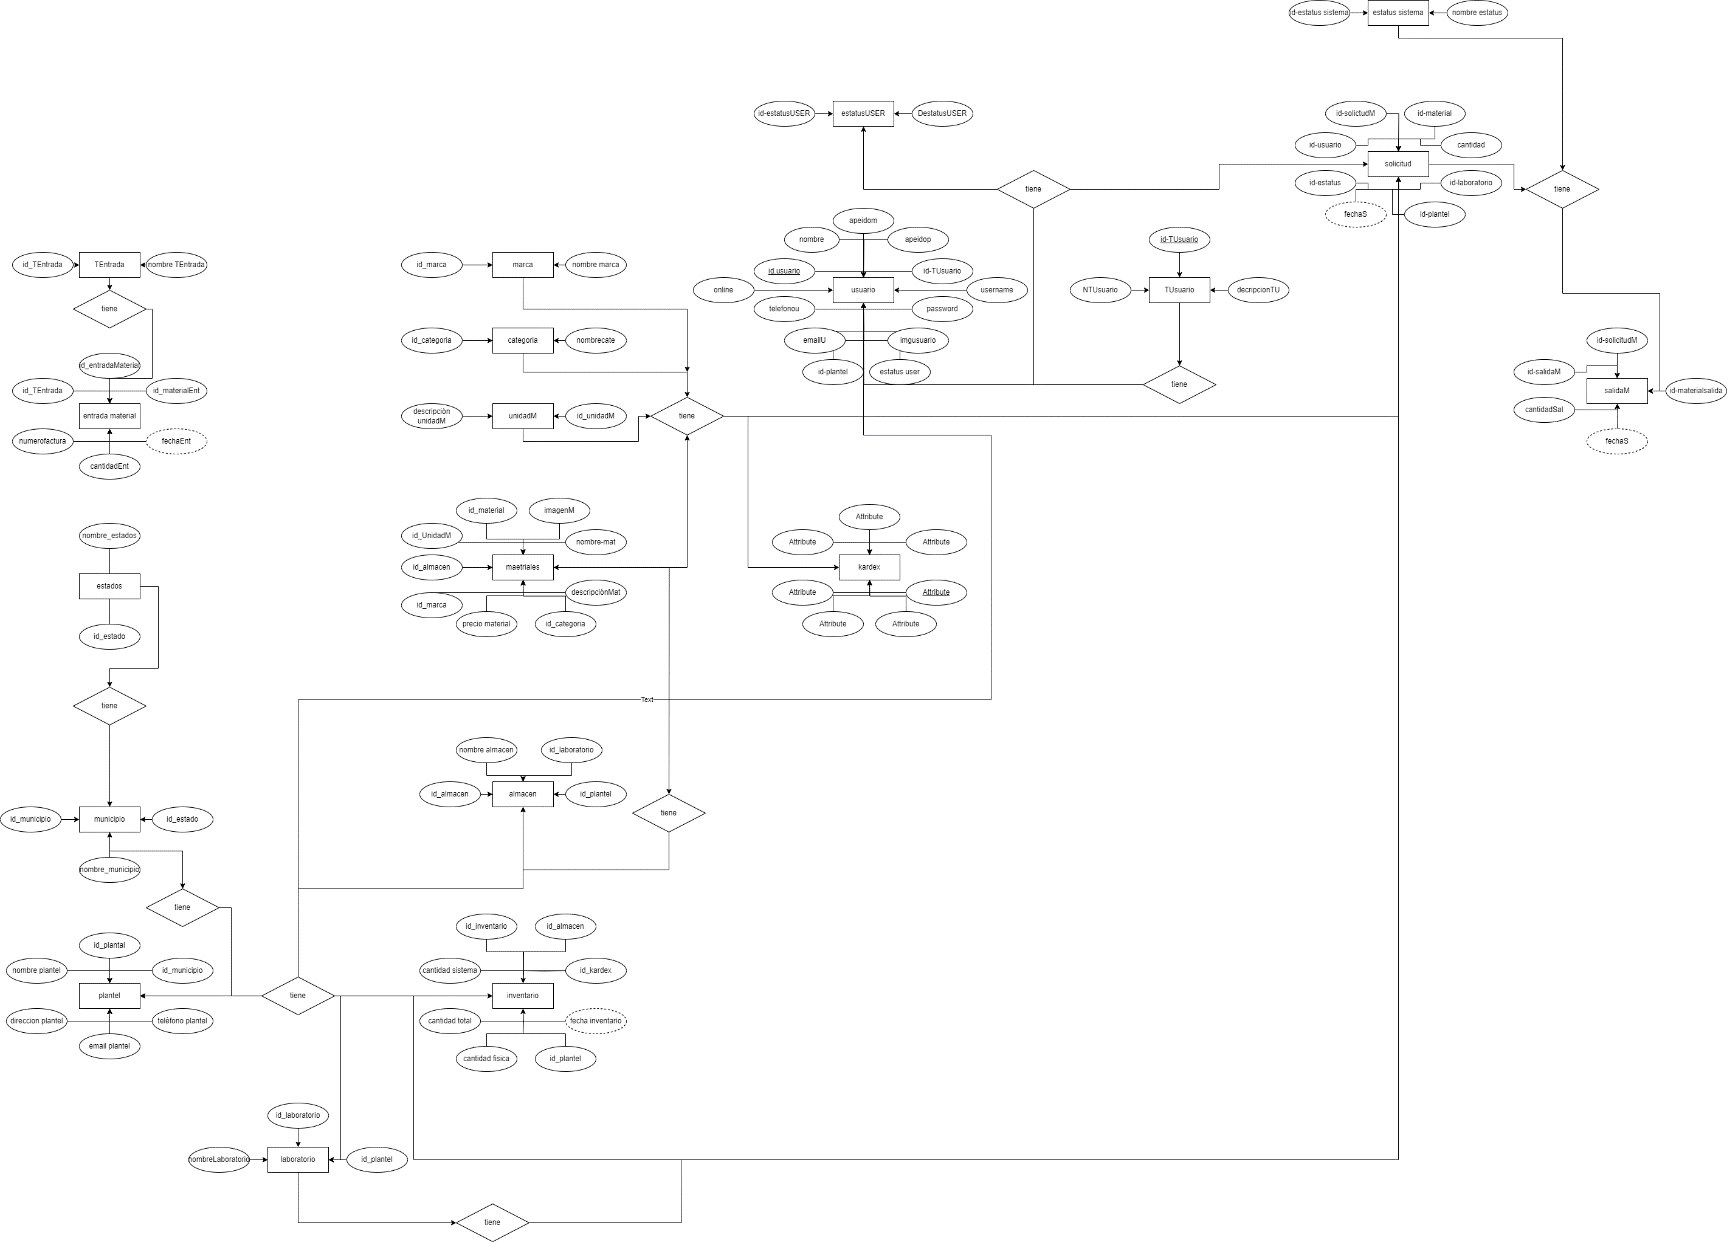 id-estatus sistema
estatus sistema
nombre estatus
id-estatusUSER
estatusUSER
DestatusUSER
id-solictudM
id-material
id-usuario
cantidad
solicitud
id-estatus
id-laboratorio
fechaS
id-plantel
tiene
tiene
apeidom
nombre
apeidop
id.usuario
id-TUsuario
online
usuario
username
telefonou
password
emailU
imgusuario
id-plantel
estatus user
id-TUsuario
NTUsuario
TUsuario
decripcionTU
tiene
id_TEntrada
TEntrada
nombre TEntrada
tiene
id_entradaMaterial
id_TEntrada
id_materialEnt
entrada material
numerofactura
fechaEnt
cantidadEnt
id_marca
marca
nombre marca
id_categoria
categoria
nombrecate
descripciòn
unidadM
unidadM
id_unidadM
tiene
id-solicitudM
id-salidaM
salidaM
id-materialsalida
cantidadSal
fechaS
nombre_estados
estados
id_estado
tiene
id_material
imagenM
id_UnidadM
nombre-mat
id_almacen
maetriales
id_marca
descripciònMat
precio material
id_categoria
Attribute
Attribute
Attribute
kardex
Attribute
Attribute
Attribute
Attribute
Text
nombre almacen
id_laboratorio
id_almacen
almacen
id_plantel
tiene
id_municipio
municipio
id_estado
nombre_municipio
tiene
id_plantal
nombre plantel
id_municipio
plantel
direccion plantel
telèfono plantel
email plantel
tiene
id_inventario
id_almacen
cantidad sistema
id_kardex
inventario
cantidad total
fecha inventario
cantidad fisica
id_plantel
id_laboratorio
nombreLaboratorio
laboratorio
id_plantel
tiene